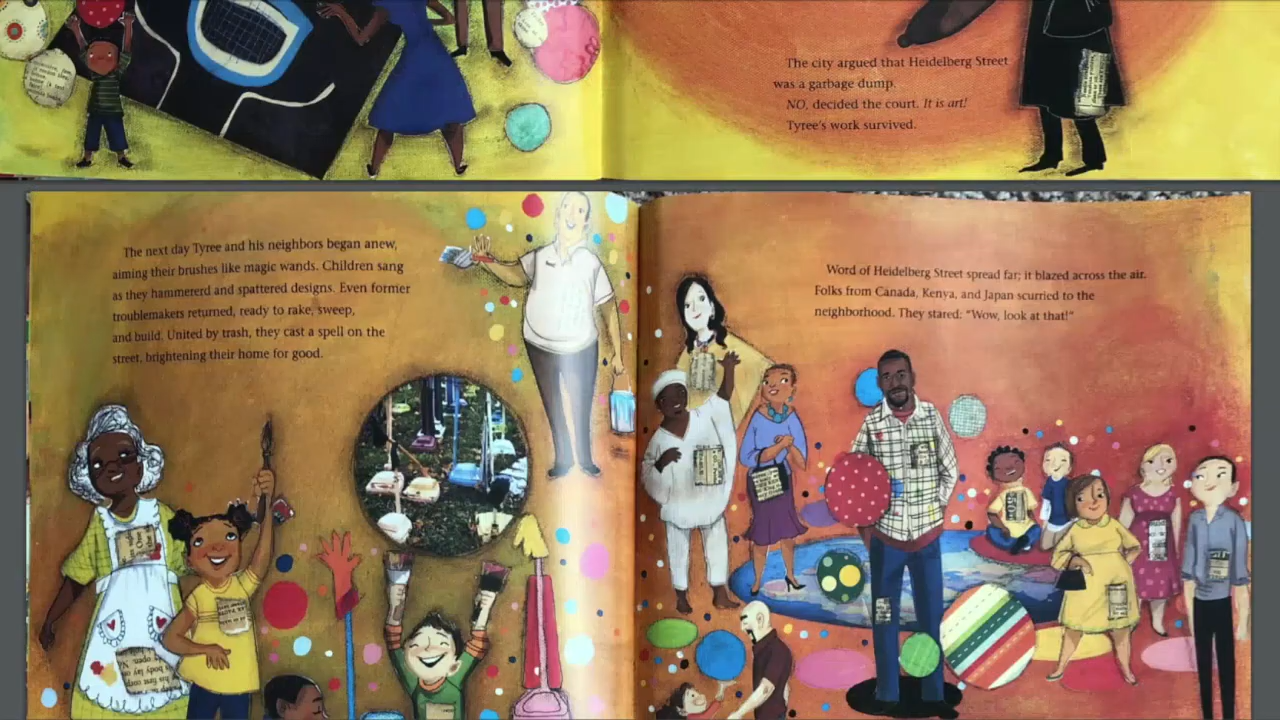 The city argued that Heidelberg Street
was a garbage dump.
NO, decided the court. It is art!
Tyree's work survived.
The next day Tyree and his neighbors began anew,
aiming their brushes like magic wands. Children sang
as they hammererd and spattered designs. Even former
troublemakers returned, ready to rake, sweep,
and build. United by trash, they cast a spell on the
street, brightening their home for good.
Word of Heidelberg Street spread far; it blazed across the air.
Folks from Canada, Kenya, and Japan scurried to the
neighborhood. They stared: "Wow, look at that!"